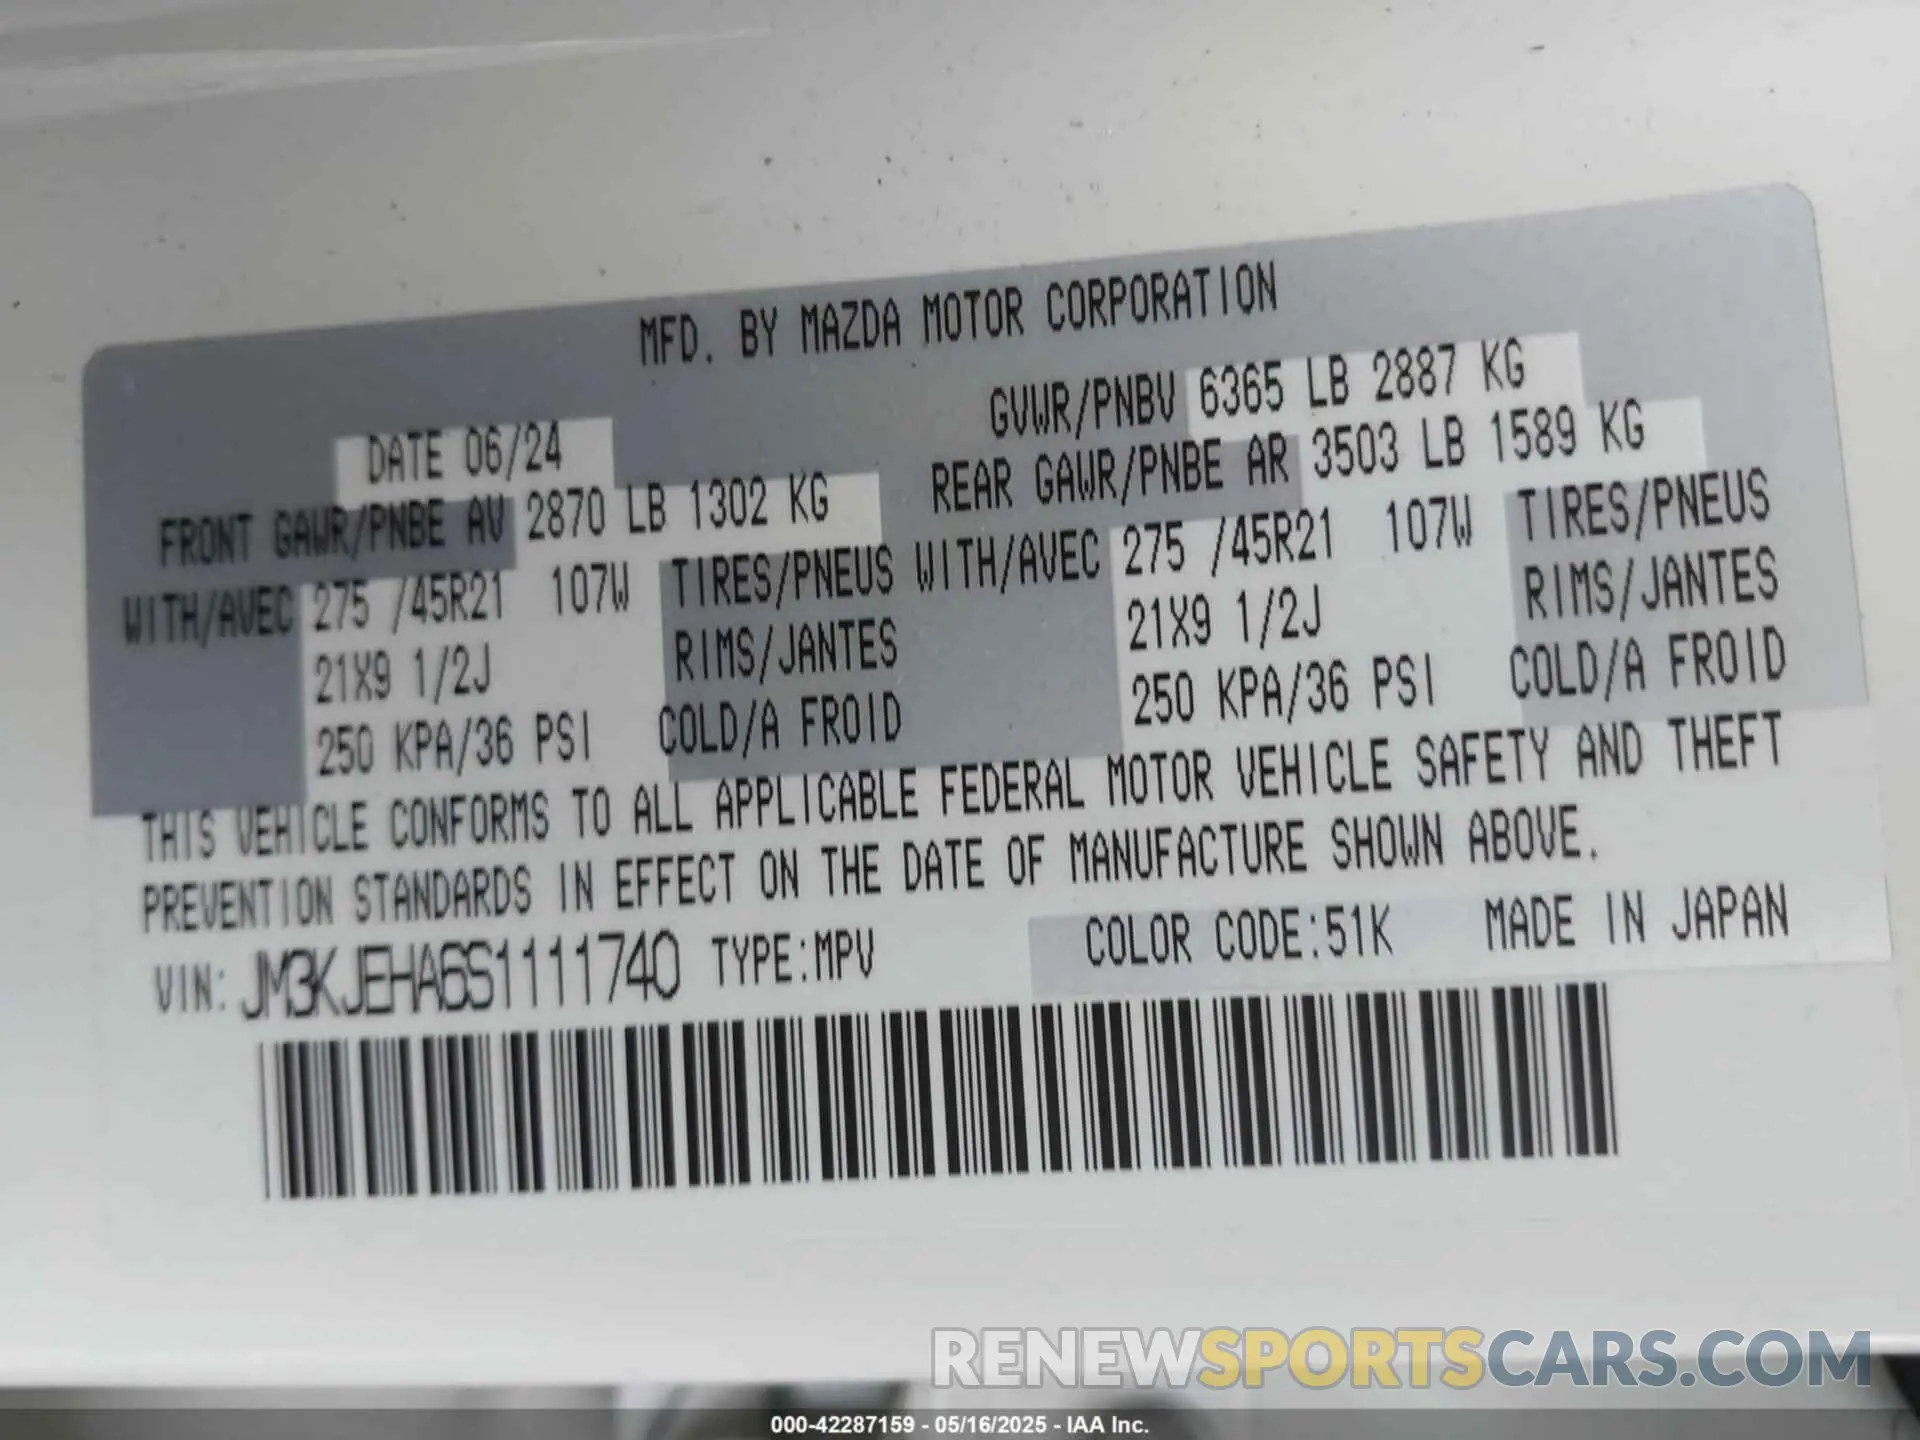 MFD. BY MAZDA MOTOR CORPORATION
DATE 06/24 GVWR/PNBV 6365 LB 2887 KG
FRONT GAWR/PNBE AV 2870 LB 1302 KG REAR GAWR/PNBE AR 3503 LB 1589 KG
WITH/AVEC 275 /45R21 107W TIRES/PNEUS WITH/AVEC 275 /45R21 107W TIRES/PNEUS
21X9 1/2J RIMS/JANTES 21X9 1/2J RIMS/JANTES
250 KPA/36 PSI COLD/A FROID 250 KPA/36 PSI COLD/A FROID
THIS VEHICLE CONFORMS TO ALL APPLICABLE FEDERAL MOTOR VEHICLE SAFETY AND THEFT
PREVENTION STANDARDS IN EFFECT ON THE DATE OF MANUFACTURE SHOWN ABOVE.
VIN: JM3KJEHA6S1111740 TYPE:MPV COLOR CODE:51K MADE IN JAPAN
RENEWSPORTSCARS.COM
000-42287159 - 05/16/2025 - IAA Inc.